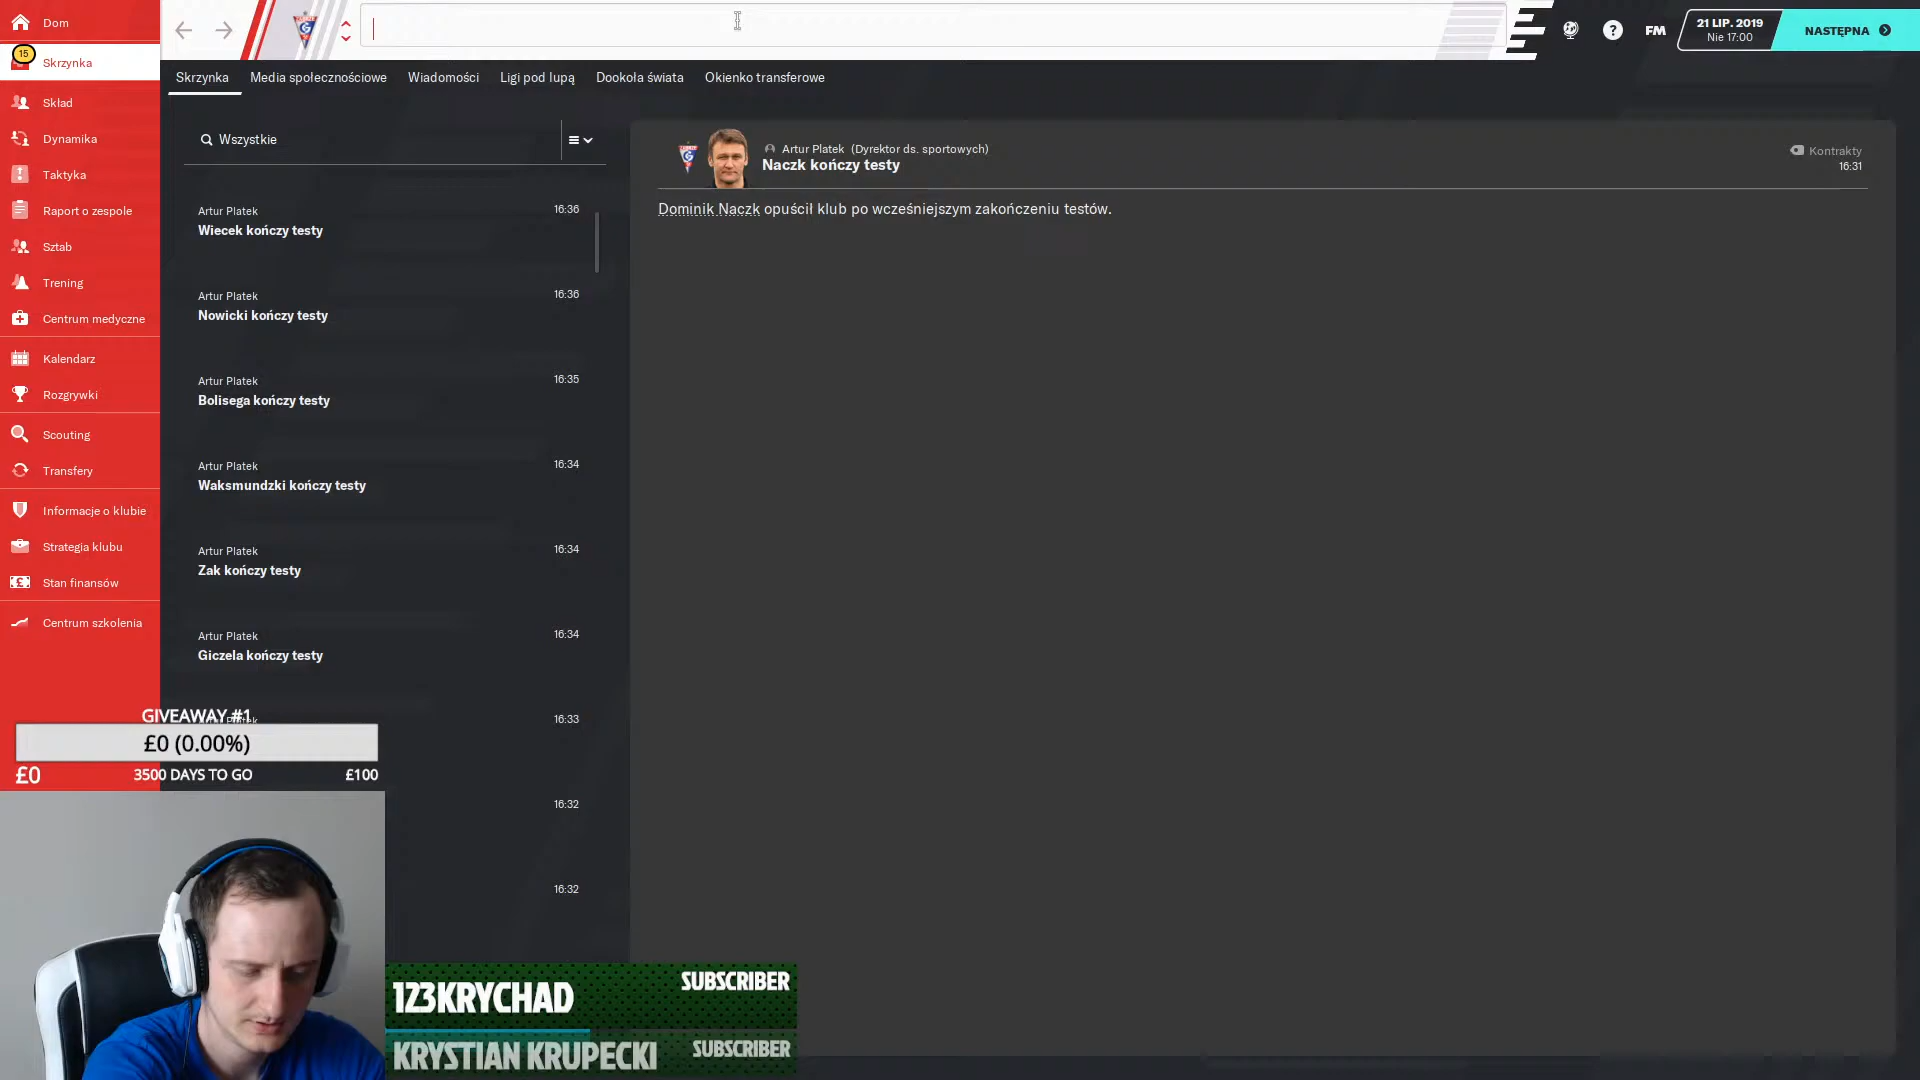 Dom
15
Skrzynka
Skład
Dynamika
Taktyka
Raport o zespole
Sztab
Trening
Centrum medyczne
Kalendarz
Rozgrywki
Scouting
Transfery
Informacje o klubie
Strategia klubu
Stan finansów
Centrum szkolenia
FM
21 LIP. 2019
Nie 17:00
NASTĘPNA
Skrzynka
Media społecznościowe
Wiadomości
Ligi pod lupą
Dookoła świata
Okienko transferowe
Wszystkie
Artur Platek 16:36
Wiecek kończy testy
Artur Platek 16:36
Nowicki kończy testy
Artur Platek 16:35
Bolisega kończy testy
Artur Platek 16:34
Waksmundzki kończy testy
Artur Platek 16:34
Zak kończy testy
Artur Platek 16:34
Giczela kończy testy
16:33
16:32
16:32
Artur Platek (Dyrektor ds. sportowych)
Naczk kończy testy
Kontrakty
16:31
Dominik Naczk opuścił klub po wcześniejszym zakończeniu testów.
GIVEAWAY #1
£0 (0.00%)
£0 3500 DAYS TO GO £100
123KRYCHAD SUBSCRIBER
KRYSTIAN KRUPECKI SUBSCRIBER